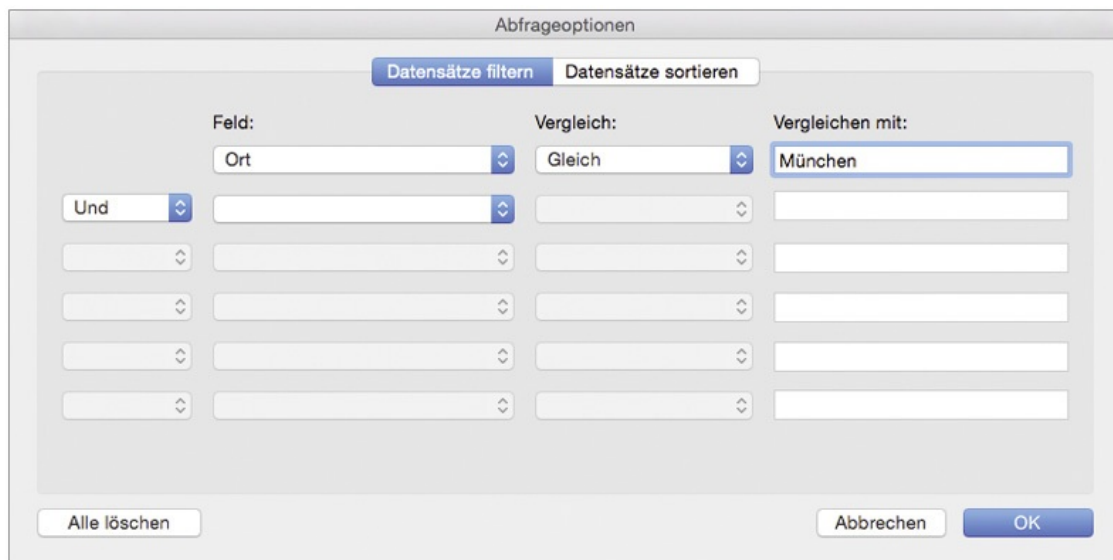 Abfrageoptionen
Datensätze filtern Datensätze sortieren
Feld: Vergleich: Vergleichen mit:
Ort Gleich München
Und
Alle löschen Abbrechen OK